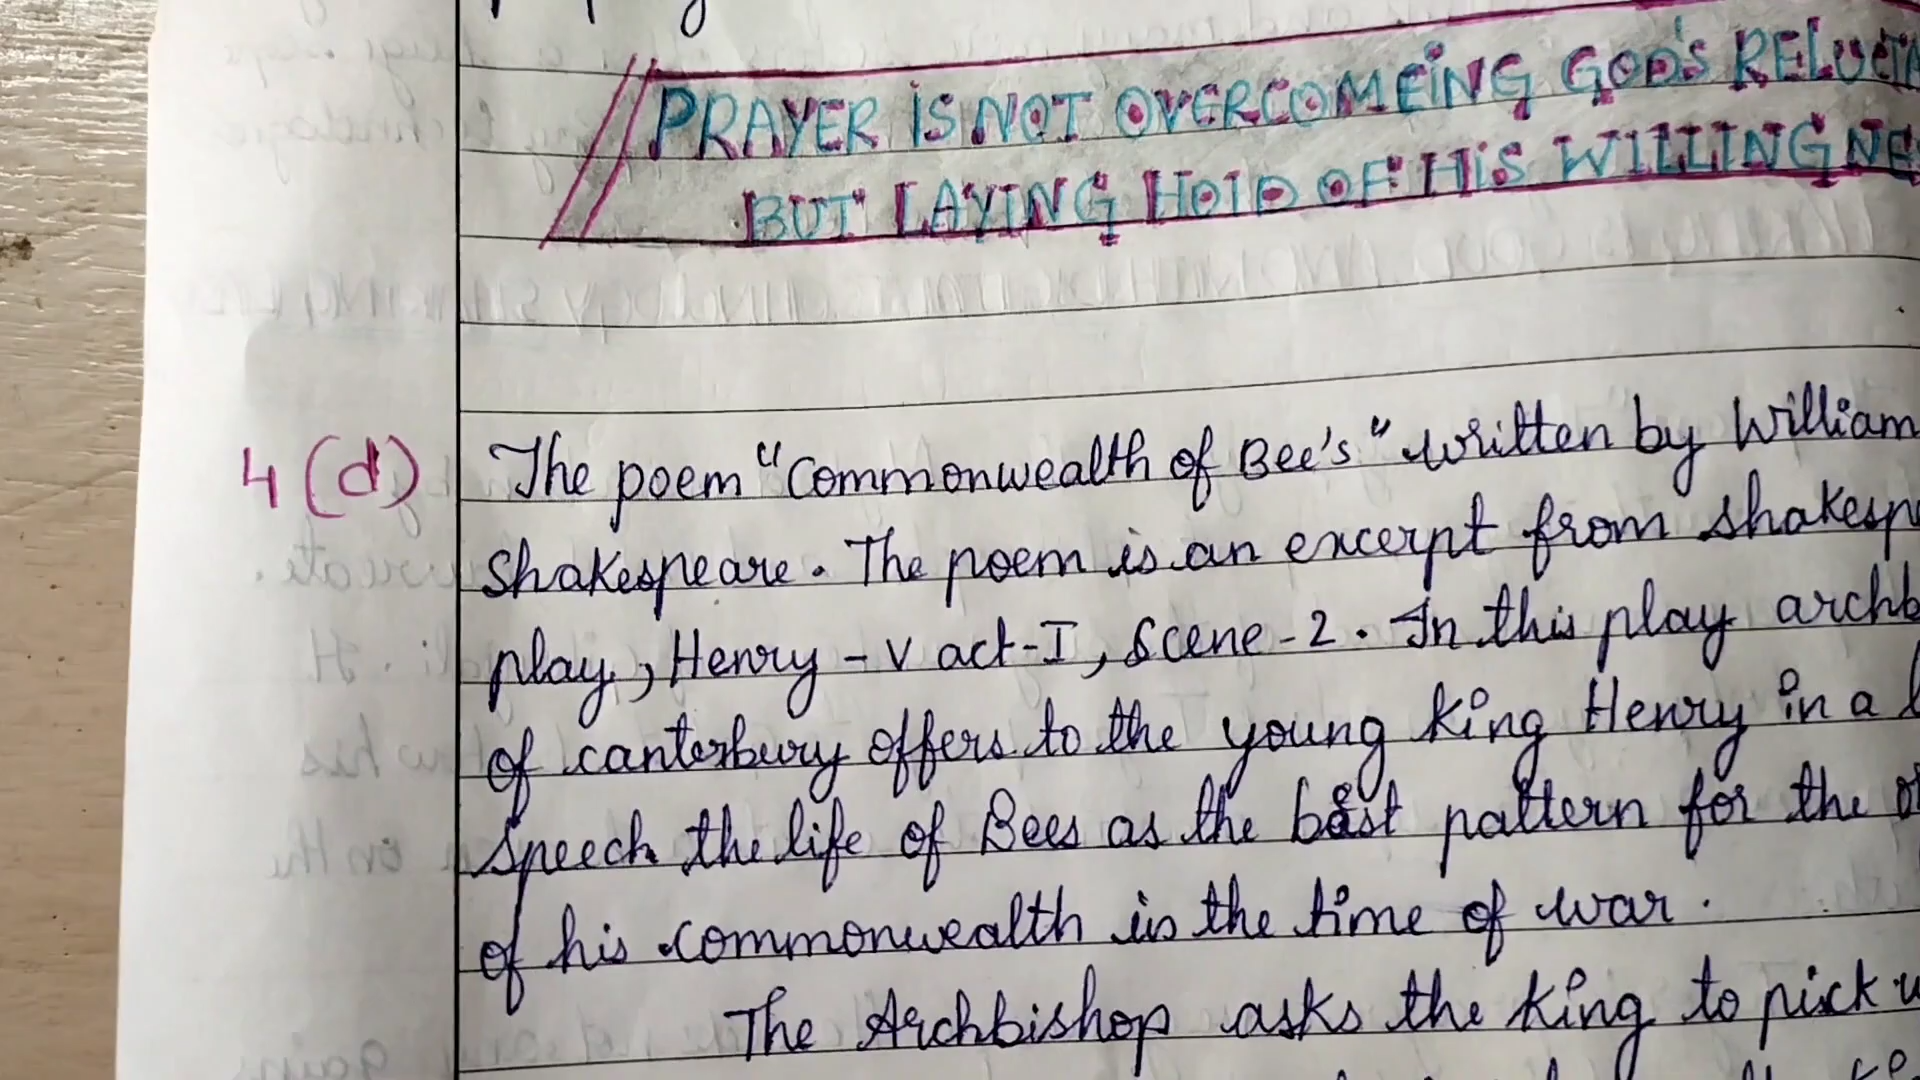 PRAYER IS NOT OVERCOMEING GOD'S
BUT LAYING HOLD OF HIS
4 (d) The poem "Commonwealth of Bee's" written by William
Shakespeare. The poem is an excerpt from
play, Henry - V act-I, Scene-2. In this play
of canterbury offers to the young King Henry in a
speech the life of Bees as the best pattern for the
of his commonwealth in the time of war.
The Archbishop asks the King to pick